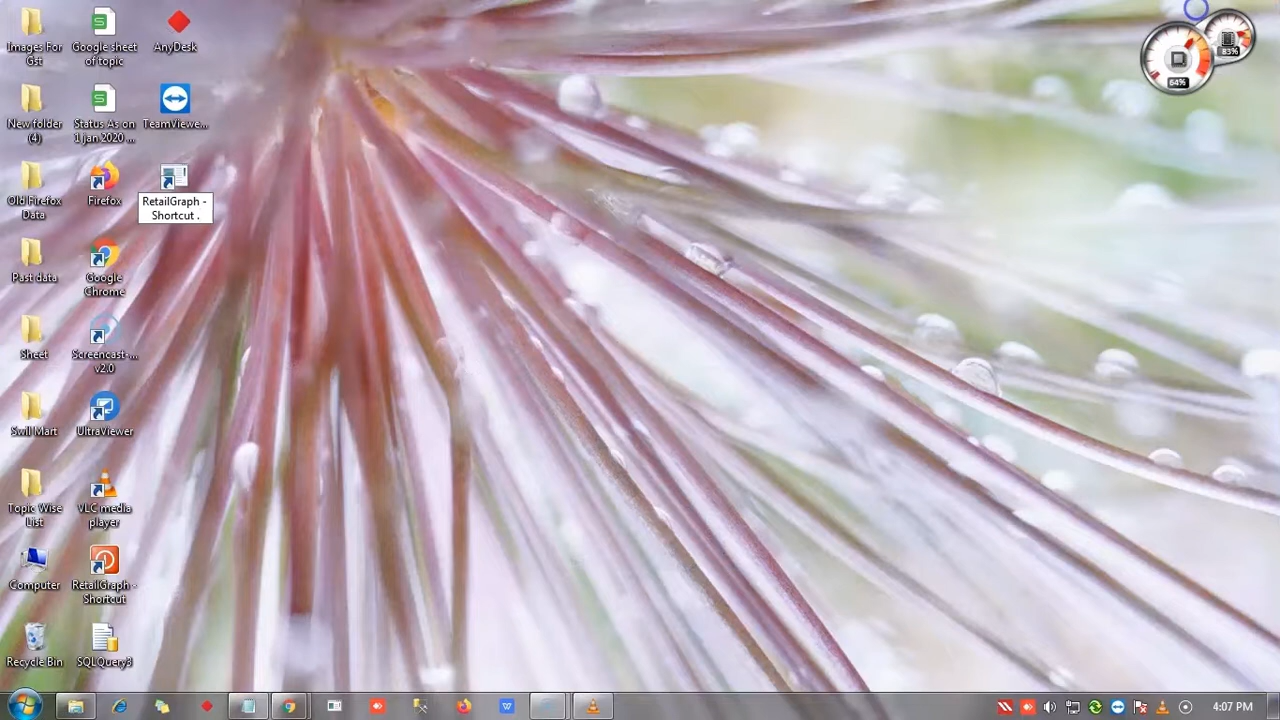 Images For
Gst
Google sheet
of topic
AnyDesk
New folder
(4)
Status As on
1 jan 2020 ...
TeamViewe...
Old Firefox
Data
Firefox
RetailGraph -
Shortcut .
Past data
Google
Chrome
Sheet
Screencast-...
v2.0
Swil Mart
UltraViewer
Topic Wise
List
VLC media
player
Computer
RetailGraph -
Shortcut
Recycle Bin
SQLQuery3
64%
83%
4:07 PM